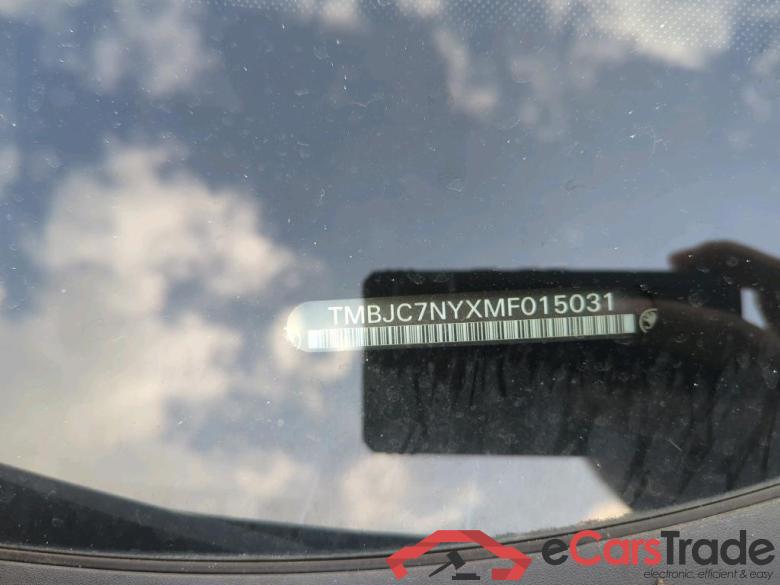 TMBJC7NYXMF015031
eCarsTrade
electronic, efficient & easy